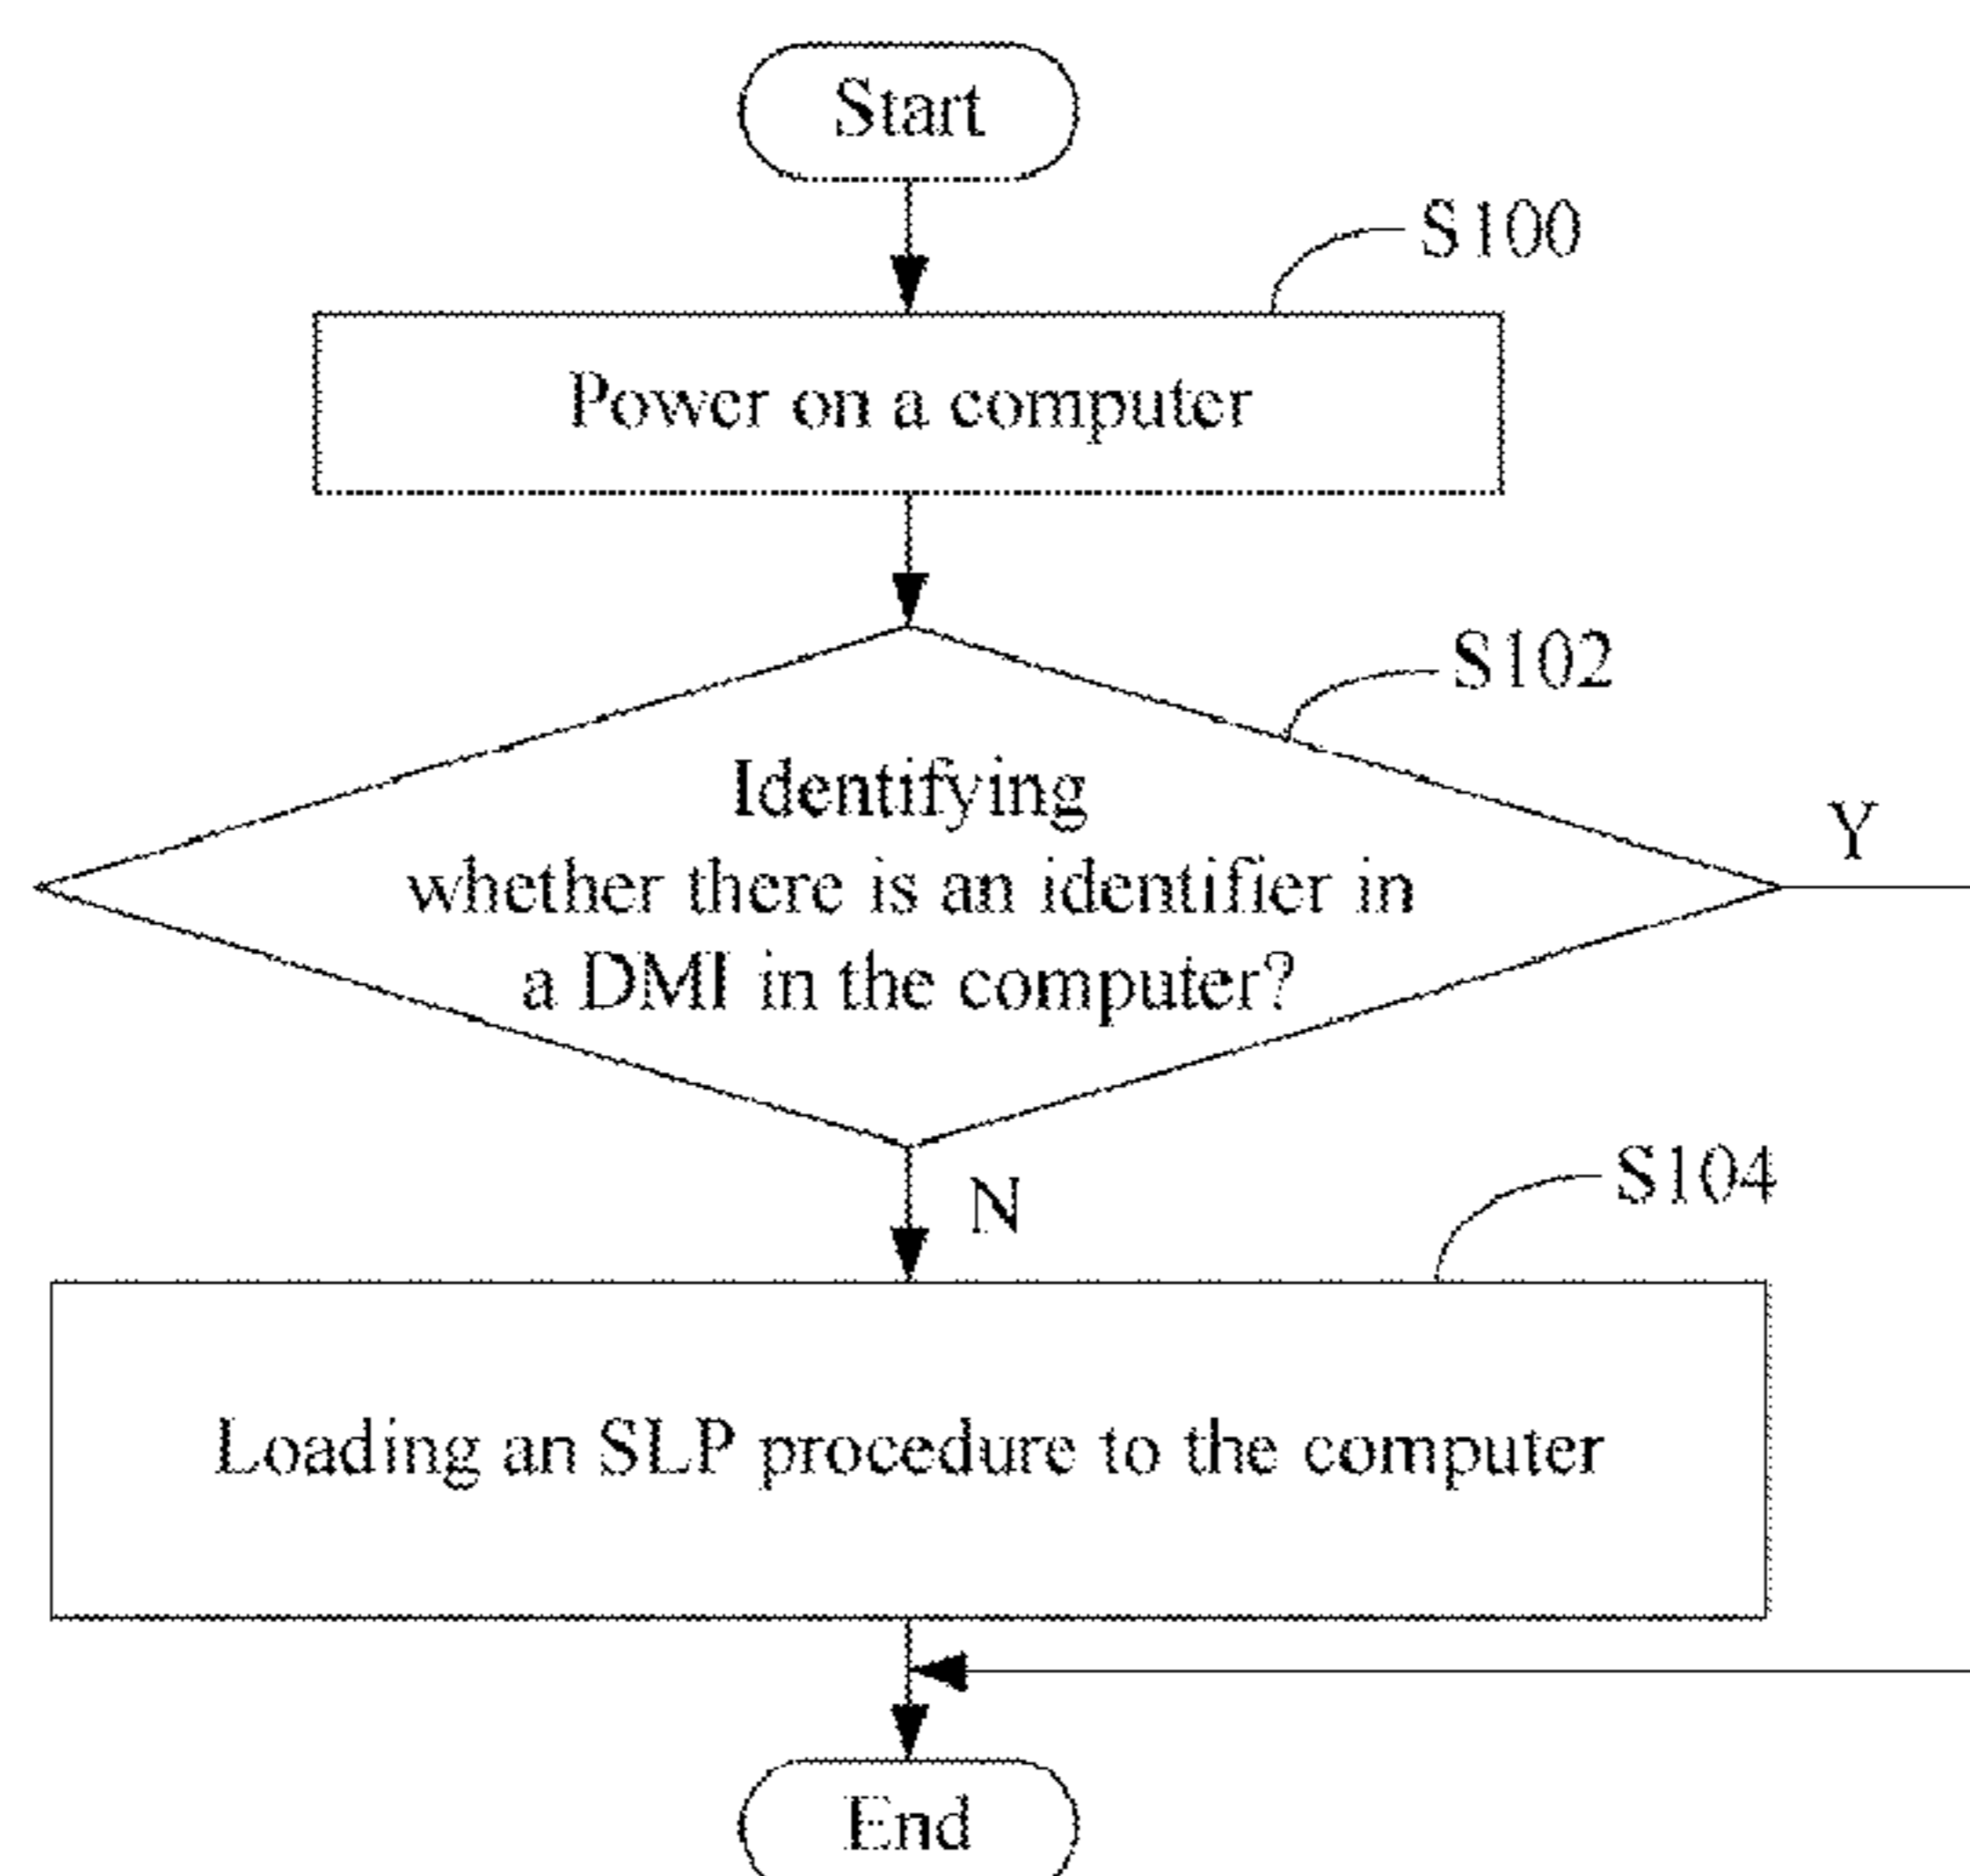 Start
S100
Power on a computer
S102
Identifying
whether there is an identifier in
a DMI in the computer?
Y
N
S104
Loading an SLP procedure to the computer
End